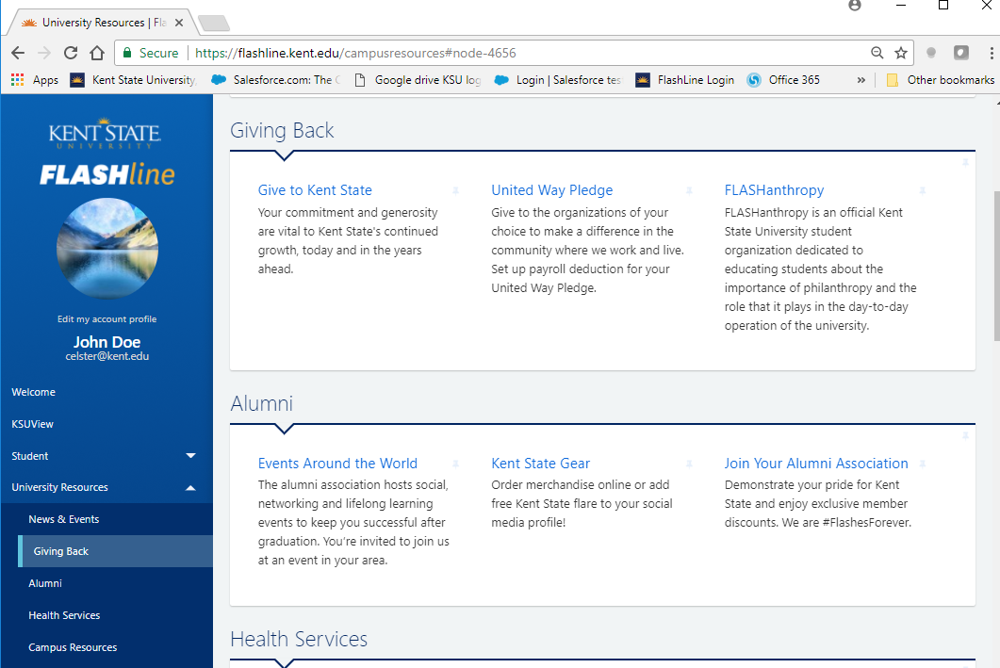 University Resources | Fla
Secure
https://flashline.kent.edu/campusresources#node-4656
Apps
Kent State University,
Salesforce.com: The C
Google drive KSU log
Login | Salesforce tes
FlashLine Login
Office 365
»
Other bookmarks
KENT STATE
UNIVERSITY
FLASHline
Edit my account profile
John Doe
celster@kent.edu
Welcome
KSUView
Student
University Resources
News & Events
Giving Back
Alumni
Health Services
Campus Resources
Giving Back
Give to Kent State
Your commitment and generosity
are vital to Kent State's continued
growth, today and in the years
ahead.
United Way Pledge
Give to the organizations of your
choice to make a difference in the
community where we work and live.
Set up payroll deduction for your
United Way Pledge.
FLASHanthropy
FLASHanthropy is an official Kent
State University student
organization dedicated to
educating students about the
importance of philanthropy and the
role that it plays in the day-to-day
operation of the university.
Alumni
Events Around the World
The alumni association hosts social,
networking and lifelong learning
events to keep you successful after
graduation. You're invited to join us
at an event in your area.
Kent State Gear
Order merchandise online or add
free Kent State flare to your social
media profile!
Join Your Alumni Association
Demonstrate your pride for Kent
State and enjoy exclusive member
discounts. We are #FlashesForever.
Health Services